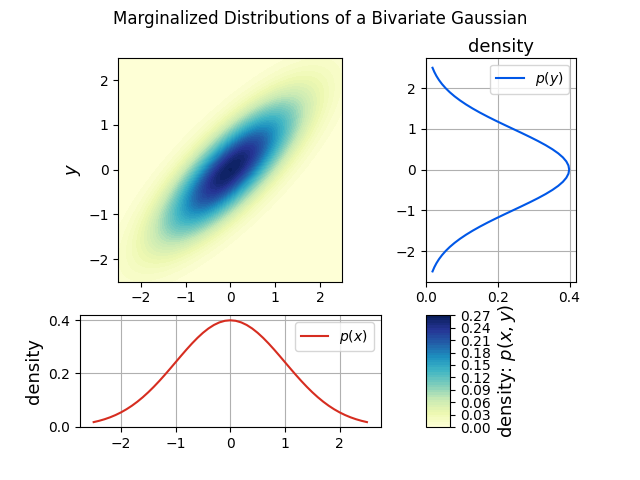 Marginalized Distributions of a Bivariate Gaussian
y
2
1
0
−1
−2
−2 −1 0 1 2
density
p(y)
2
1
0
−1
−2
0.0 0.4
density
0.4
0.2
0.0
p(x)
−2 −1 0 1 2
0.27
0.24
0.21
0.18
0.15
0.12
0.09
0.06
0.03
0.00
density: p(x, y)